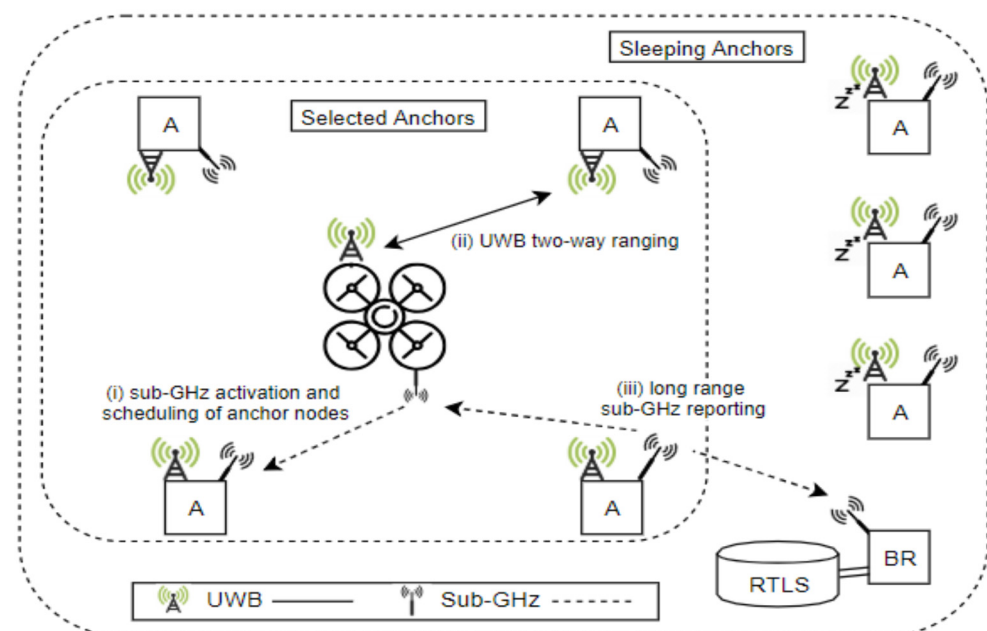 Sleeping Anchors
Selected Anchors
A
A
z z z
A
(ii) UWB two-way ranging
z z z
A
(i) sub-GHz activation and
scheduling of anchor nodes
(iii) long range
sub-GHz reporting
z z z
A
A
A
RTLS
BR
UWB
Sub-GHz